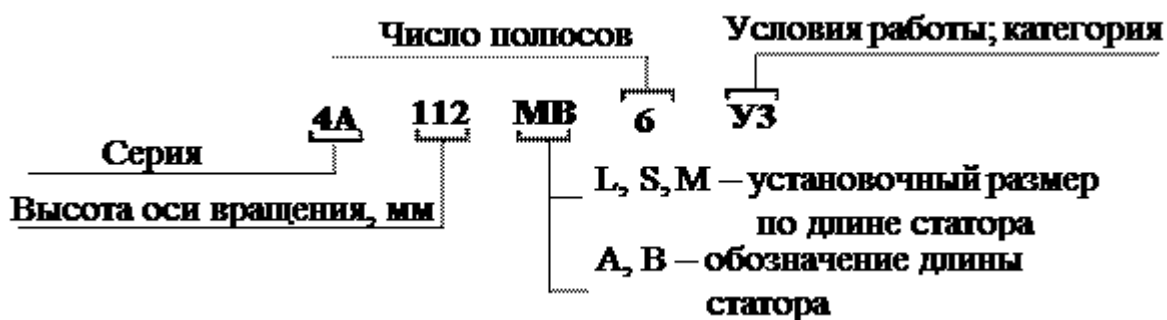 Число полюсов
Условия работы; категория
4А 112 МВ 6 У3
Серия
L, S, M – установочный размер
Высота оси вращения, мм
по длине статора
А, В – обозначение длины
статора